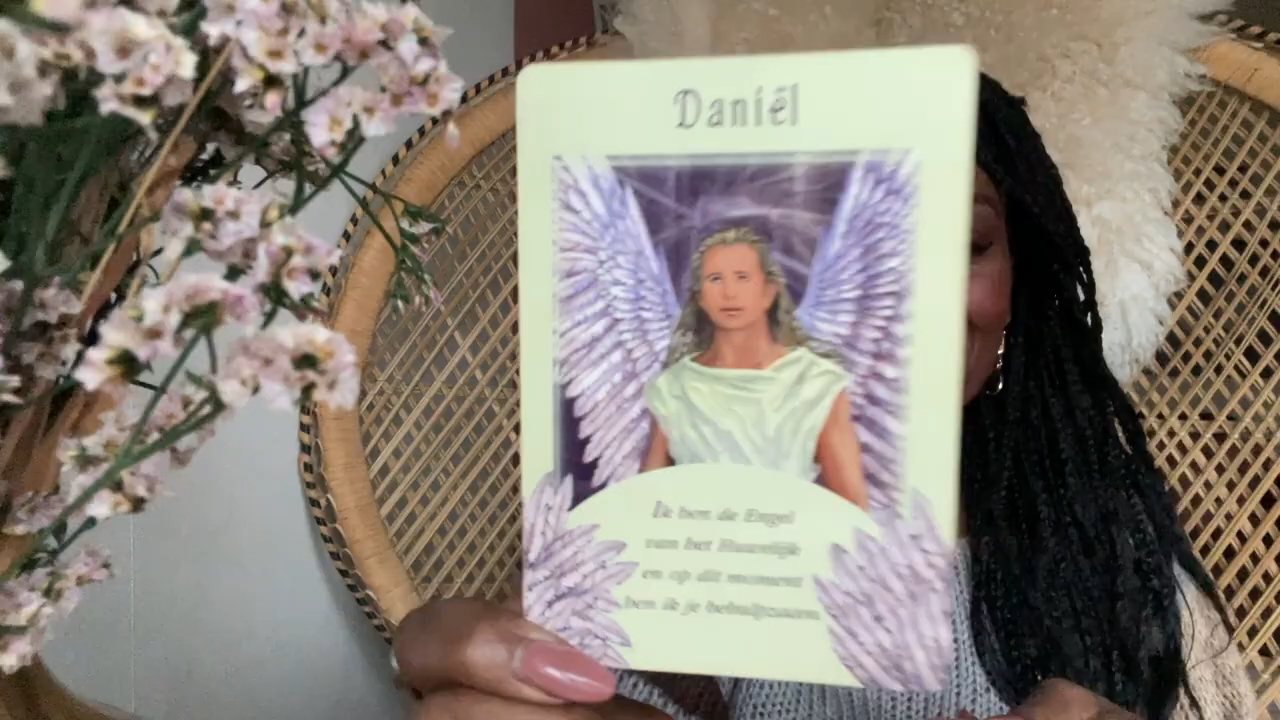 Daniël
Ik ben de Engel
van het Huwelijk
en op dit moment
ben ik je behulpzaam